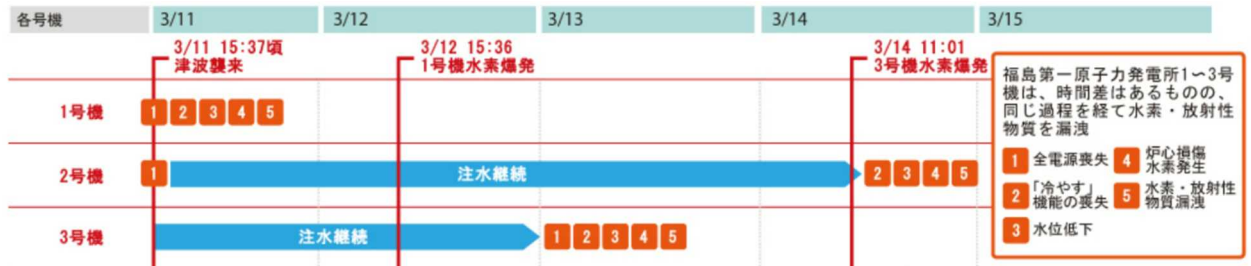 各号機 3/11 3/12 3/13 3/14 3/15
3/11 15:37頃
津波襲来
3/12 15:36
1号機水素爆発
3/14 11:01
3号機水素爆発
1号機 1 2 3 4 5
2号機 1 注水継続 2 3 4 5
3号機 注水継続 1 2 3 4 5
福島第一原子力発電所1〜3号
機は、時間差はあるものの、
同じ過程を経て水素・放射性
物質を漏洩
1 全電源喪失
2 「冷やす」
機能の喪失
3 水位低下
4 炉心損傷
水素発生
5 水素・放射性
物質漏洩